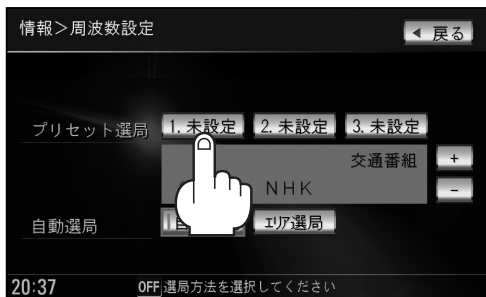 情報＞周波数設定
◀ 戻る
プリセット選局 1.未設定 2.未設定 3.未設定
交通番組 +
NHK −
自動選局 エリア選局
20:37 OFF 選局方法を選択してください